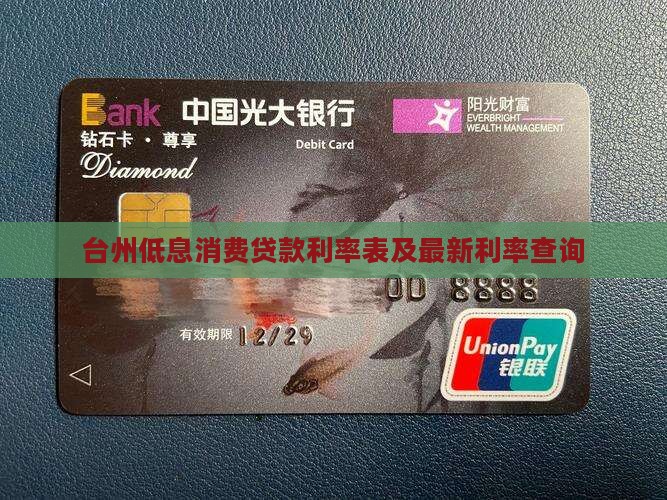 Bank 中国光大银行
阳光财富
EVERBRIGHT
WEALTH MANAGEMENT
钻石卡·尊享
Debit Card
Diamond
台州低息消费贷款利率表及最新利率查询
00 8888
有效期限 12/29
UnionPay
银联